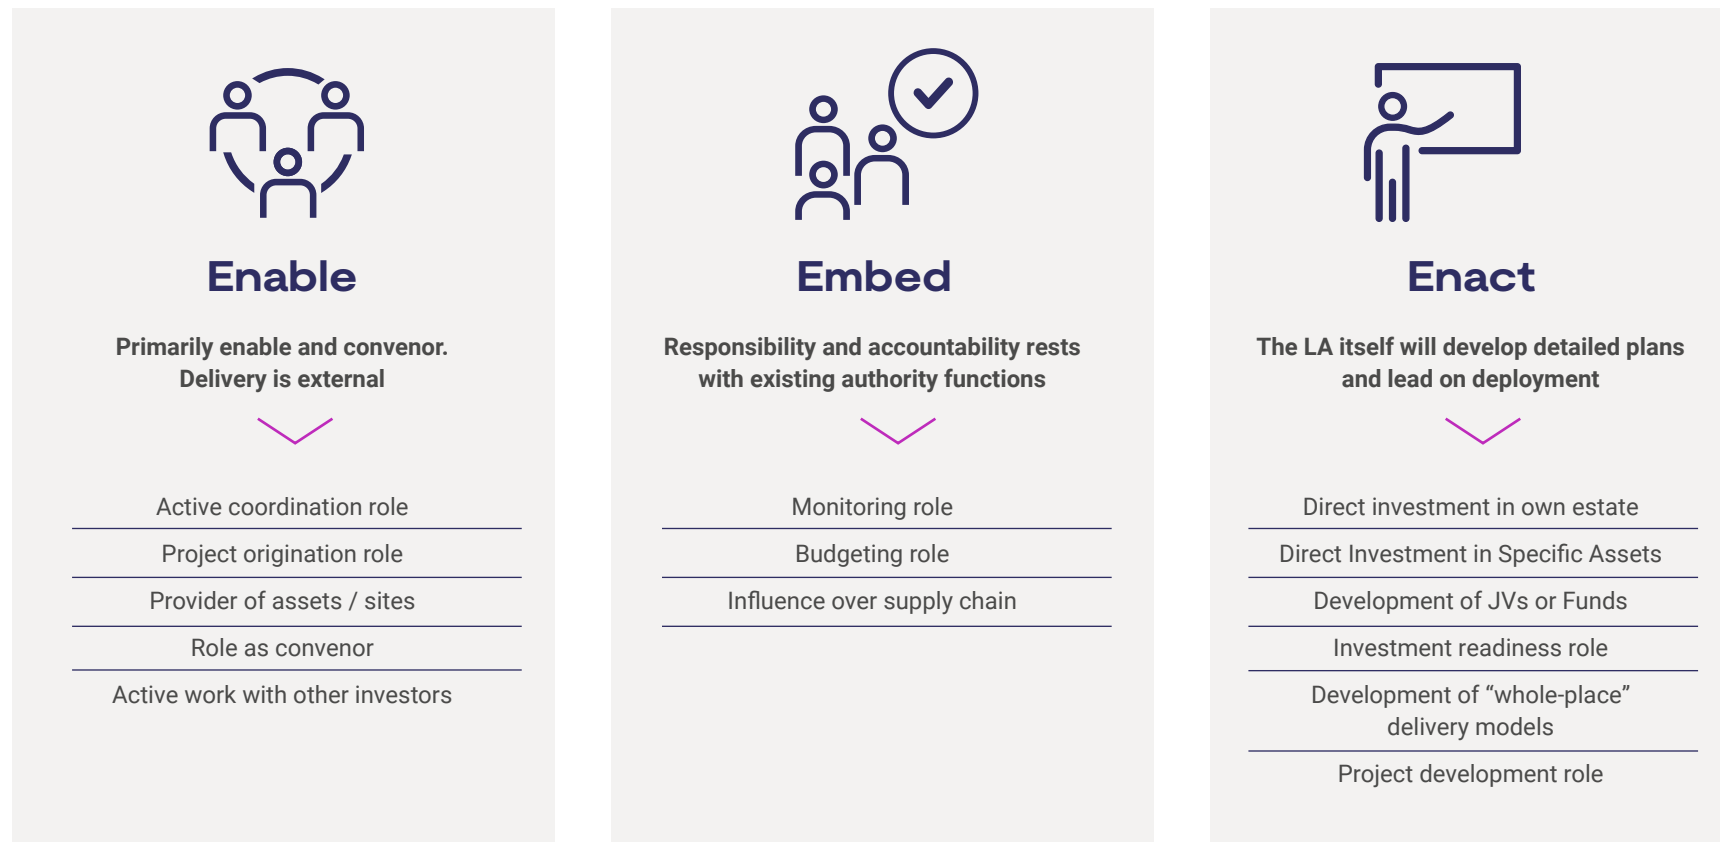 Enable
Primarily enable and convenor.
Delivery is external
Active coordination role
Project origination role
Provider of assets / sites
Role as convenor
Active work with other investors
Embed
Responsibility and accountability rests
with existing authority functions
Monitoring role
Budgeting role
Influence over supply chain
Enact
The LA itself will develop detailed plans
and lead on deployment
Direct investment in own estate
Direct Investment in Specific Assets
Development of JVs or Funds
Investment readiness role
Development of “whole-place”
delivery models
Project development role